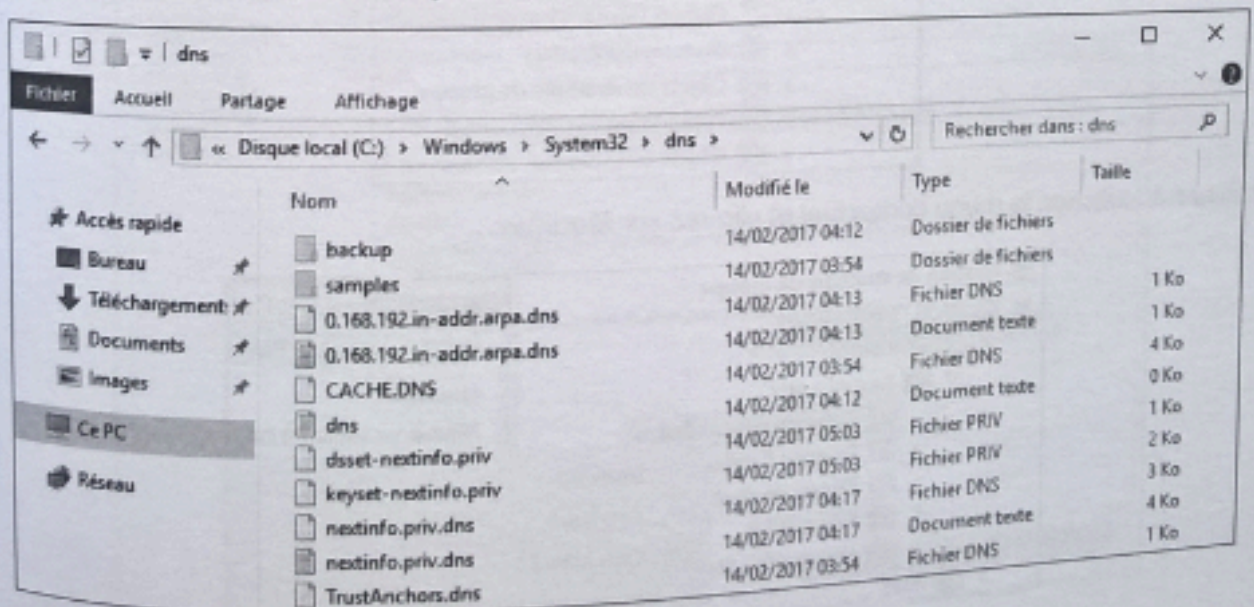 dns
Fichier Accueil Partage Affichage
« Disque local (C:) > Windows > System32 > dns > Rechercher dans : dns
Accès rapide
Bureau
Téléchargement:
Documents
Images
Ce PC
Réseau
Nom Modifié le Type Taille
backup 14/02/2017 04:12 Dossier de fichiers
samples 14/02/2017 03:54 Dossier de fichiers
0.168.192.in-addr.arpa.dns 14/02/2017 04:13 Fichier DNS 1 Ko
0.168.192.in-addr.arpa.dns 14/02/2017 04:13 Document texte 1 Ko
CACHE.DNS 14/02/2017 03:54 Fichier DNS 4 Ko
dns 14/02/2017 04:12 Document texte 0 Ko
dsset-nextinfo.priv 14/02/2017 05:03 Fichier PRIV 1 Ko
keyset-nextinfo.priv 14/02/2017 05:03 Fichier PRIV 2 Ko
nextinfo.priv.dns 14/02/2017 04:17 Fichier DNS 3 Ko
nextinfo.priv.dns 14/02/2017 04:17 Document texte 4 Ko
TrustAnchors.dns 14/02/2017 03:54 Fichier DNS 1 Ko